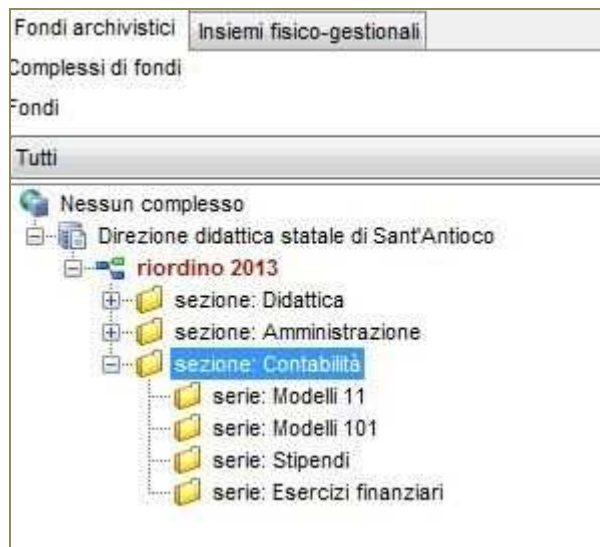 Fondi archivistici Insiemi fisico-gestionali
Complessi di fondi
Fondi
Tutti
Nessun complesso
Direzione didattica statale di Sant'Antioco
riordino 2013
sezione: Didattica
sezione: Amministrazione
sezione: Contabilità
serie: Modelli 11
serie: Modelli 101
serie: Stipendi
serie: Esercizi finanziari